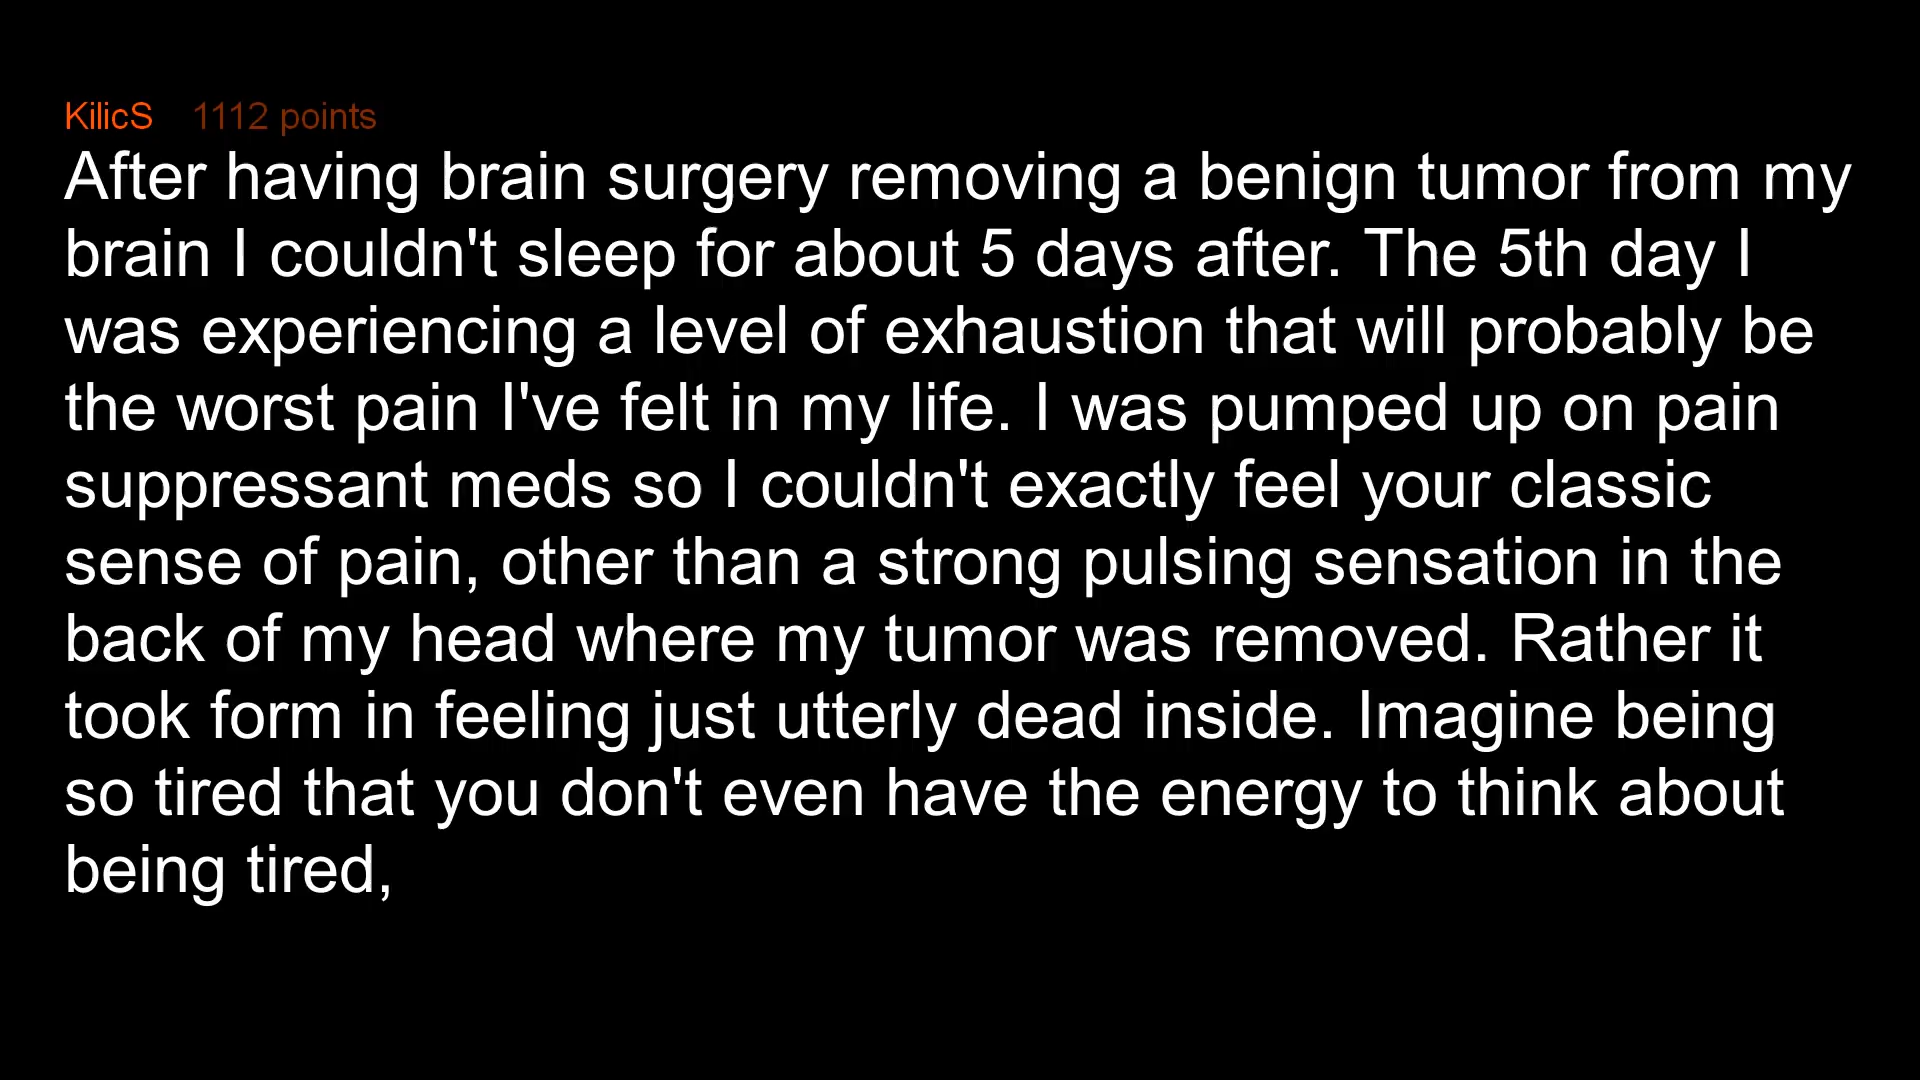 KilicS 1112 points
After having brain surgery removing a benign tumor from my
brain I couldn't sleep for about 5 days after. The 5th day I
was experiencing a level of exhaustion that will probably be
the worst pain I've felt in my life. I was pumped up on pain
suppressant meds so I couldn't exactly feel your classic
sense of pain, other than a strong pulsing sensation in the
back of my head where my tumor was removed. Rather it
took form in feeling just utterly dead inside. Imagine being
so tired that you don't even have the energy to think about
being tired,